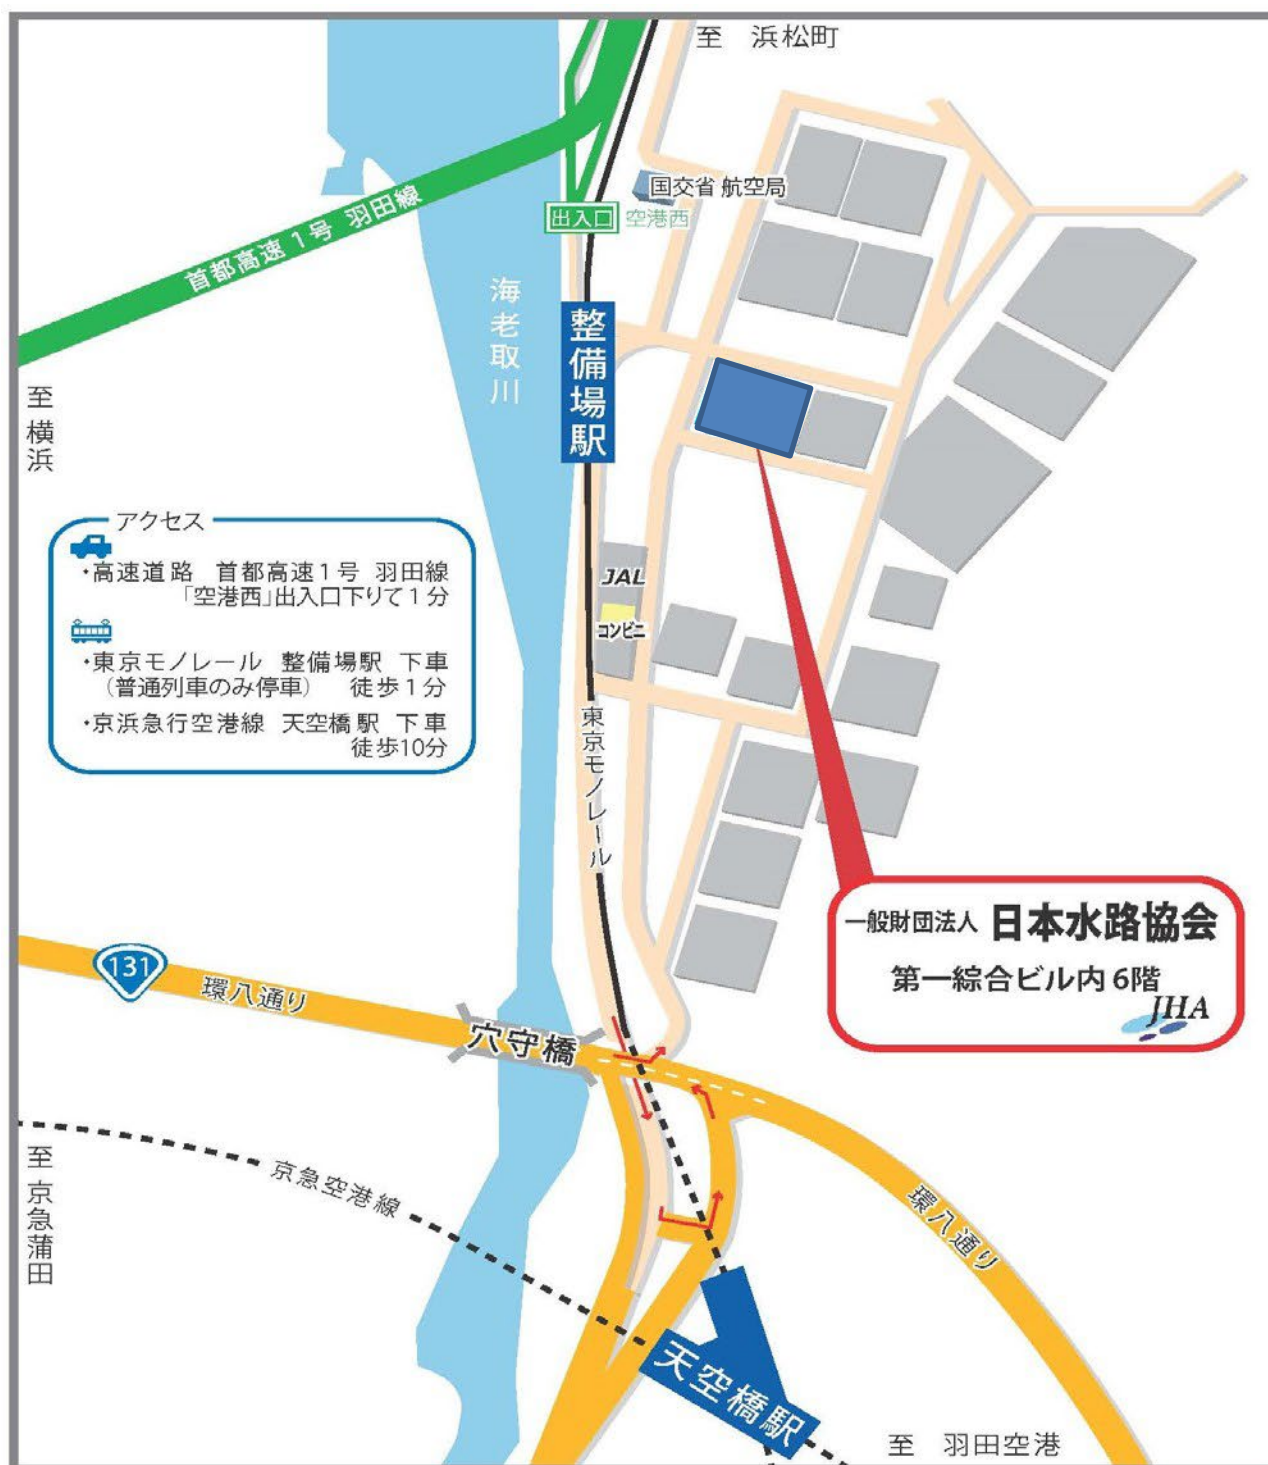 至 浜松町
国交省 航空局
出入口 空港西
首都高速1号 羽田線
海老取川
整備場駅
至 横浜
アクセス
・高速道路 首都高速1号 羽田線
「空港西」出入口下りて1分
・東京モノレール 整備場駅 下車
(普通列車のみ停車) 徒歩1分
・京浜急行空港線 天空橋駅 下車
徒歩10分
JAL
コンビニ
東京モノレール
一般財団法人 日本水路協会
第一綜合ビル内 6階
JHA
131
環八通り
穴守橋
至 京急蒲田
京急空港線
環八通り
天空橋駅
至 羽田空港